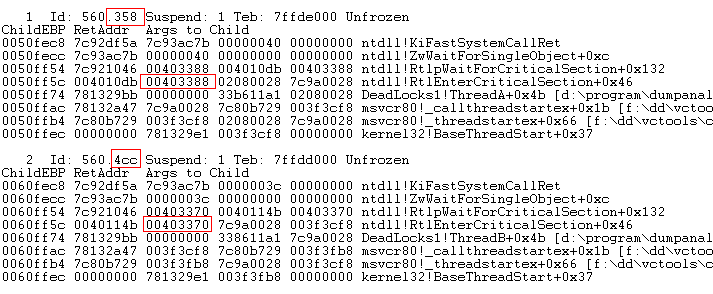 1  Id: 560.358 Suspend: 1 Teb: 7ffde000 Unfrozen
ChildEBP RetAddr  Args to Child
0050fec8 7c92df5a 7c93ac7b 00000040 00000000 ntdll!KiFastSystemCallRet
0050fecc 7c93ac7b 00000040 00000000 00000000 ntdll!ZwWaitForSingleObject+0xc
0050ff54 7c921046 00403388 004010db 00403388 ntdll!RtlpWaitForCriticalSection+0x132
0050ff5c 004010db 00403388 02080028 7c9a0028 ntdll!RtlEnterCriticalSection+0x46
0050ff74 781329bb 00000000 33b611a1 02080028 DeadLocks1!ThreadA+0x4b [d:\program\dumpanal
0050ffac 78132a47 7c9a0028 7c80b729 003f3cf8 msvcr80!_callthreadstartex+0x1b [f:\dd\vctoo
0050ffb4 7c80b729 003f3cf8 02080028 7c9a0028 msvcr80!_threadstartex+0x66 [f:\dd\vctools\c
0050ffec 00000000 781329e1 003f3cf8 00000000 kernel32!BaseThreadStart+0x37
2  Id: 560.4cc Suspend: 1 Teb: 7ffdd000 Unfrozen
ChildEBP RetAddr  Args to Child
0060fec8 7c92df5a 7c93ac7b 0000003c 00000000 ntdll!KiFastSystemCallRet
0060fecc 7c93ac7b 0000003c 00000000 00000000 ntdll!ZwWaitForSingleObject+0xc
0060ff54 7c921046 00403370 0040114b 00403370 ntdll!RtlpWaitForCriticalSection+0x132
0060ff5c 0040114b 00403370 7c9a0028 003f3cf8 ntdll!RtlEnterCriticalSection+0x46
0060ff74 781329bb 00000000 338611a1 7c9a0028 DeadLocks1!ThreadB+0x4b [d:\program\dumpanal
0060ffac 78132a47 003f3cf8 7c80b729 003f3fb8 msvcr80!_callthreadstartex+0x1b [f:\dd\vctoo
0060ffb4 7c80b729 003f3fb8 7c9a0028 003f3cf8 msvcr80!_threadstartex+0x66 [f:\dd\vctools\c
0060ffec 00000000 781329e1 003f3fb8 00000000 kernel32!BaseThreadStart+0x37